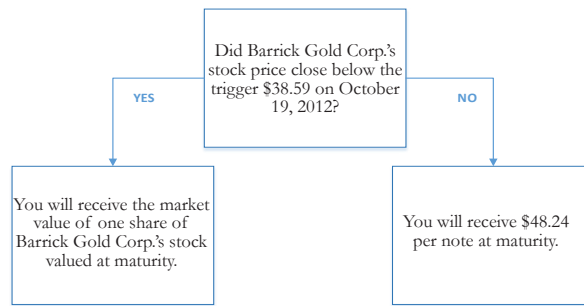 Did Barrick Gold Corp.'s
stock price close below the
trigger $38.59 on October
19, 2012?
YES
NO
You will receive the market
value of one share of
Barrick Gold Corp.'s stock
valued at maturity.
You will receive $48.24
per note at maturity.